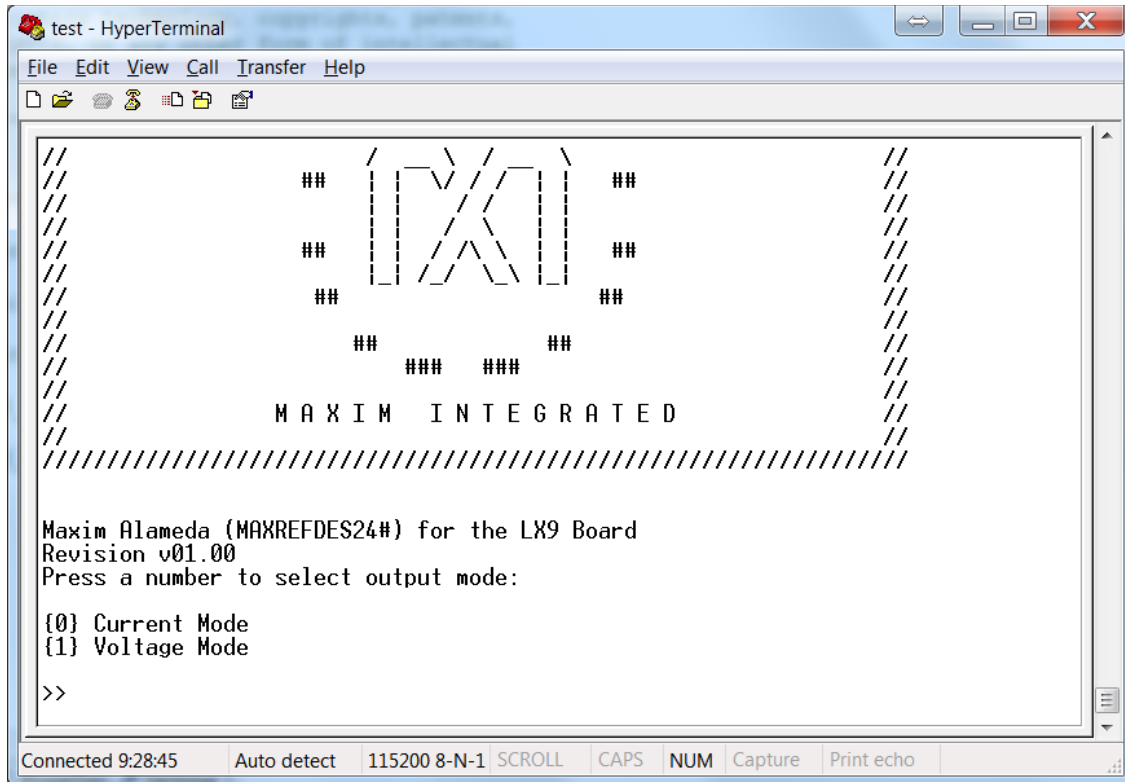 test - HyperTerminal
File Edit View Call Transfer Help
//                        /  __ \ / __  \                        //
//                  ##   | |  \/ / /  | |   ##                   //
//                       | |    / /   | |                        //
//                       | |   /  \   | |                        //
//                  ##   | |  / /\ \  | |   ##                   //
//                       |_| /_/  \_\ |_|                        //
//                   ##                    ##                    //
//                                                               //
//                      ##             ##                        //
//                          ###   ###                            //
//                                                               //
//                M A X I M   I N T E G R A T E D                //
//                                                               //
///////////////////////////////////////////////////////////////////
Maxim Alameda (MAXREFDES24#) for the LX9 Board
Revision v01.00
Press a number to select output mode:
{0} Current Mode
{1} Voltage Mode
>>
Connected 9:28:45 Auto detect 115200 8-N-1 SCROLL CAPS NUM Capture Print echo